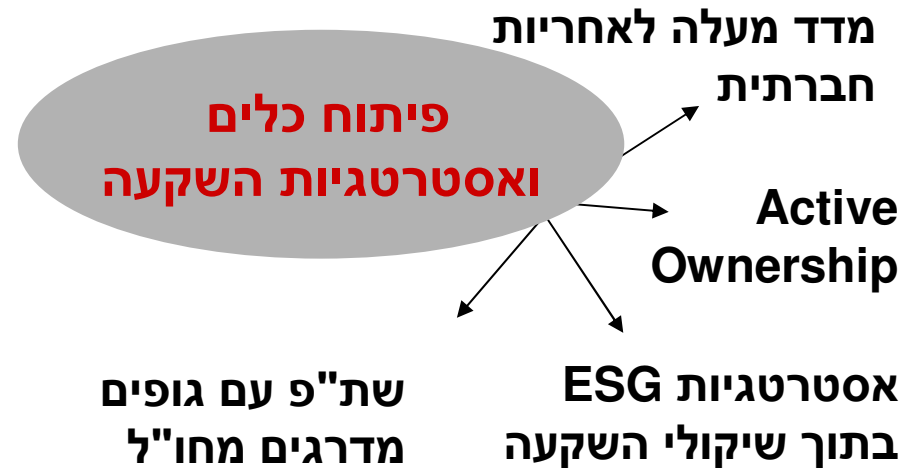 מדד מעלה לאחריות
חברתית
פיתוח כלים
ואסטרטגיות השקעה
Active
Ownership
אסטרטגיות ESG
בתוך שיקולי השקעה
שת"פ עם גופים
מדרגים מחו"ל